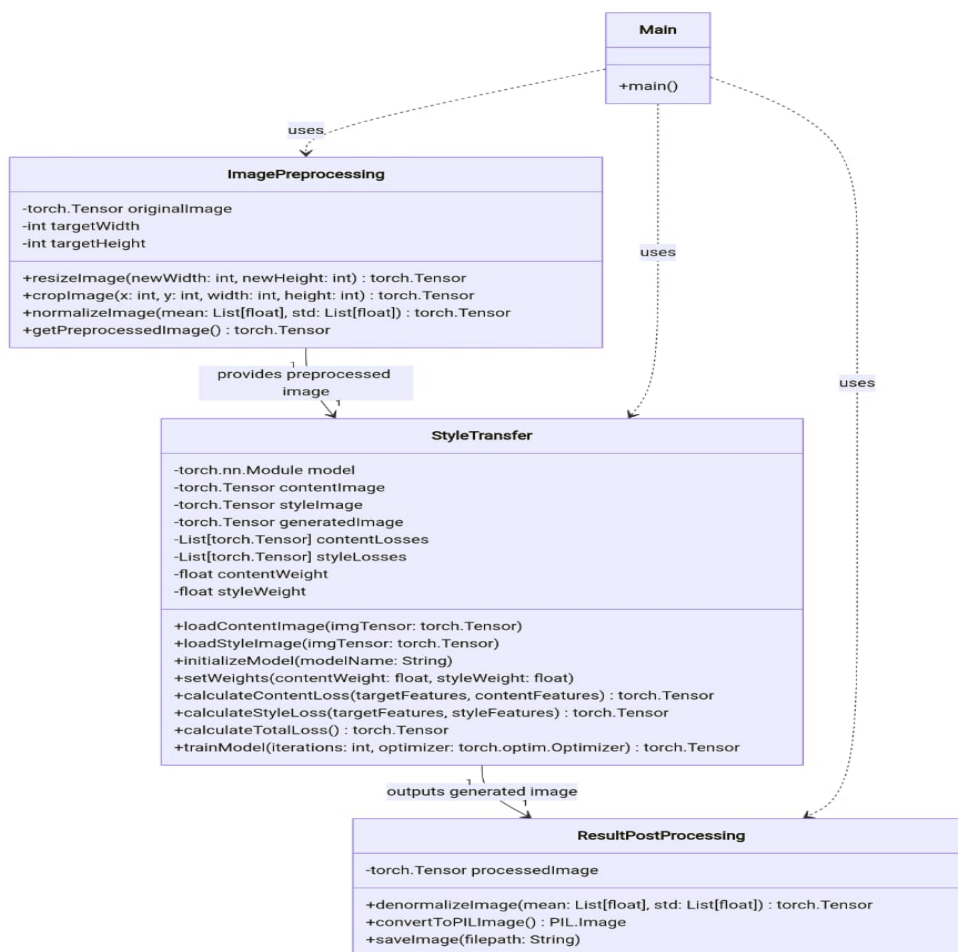 Main
+main()
uses
ImagePreprocessing
-torch.Tensor originalImage
-int targetWidth
-int targetHeight
+resizeImage(newWidth: int, newHeight: int) : torch.Tensor
+cropImage(x: int, y: int, width: int, height: int) : torch.Tensor
+normalizeImage(mean: List[float], std: List[float]) : torch.Tensor
+getPreprocessedImage() : torch.Tensor
uses
1
provides preprocessed
image
1
uses
StyleTransfer
-torch.nn.Module model
-torch.Tensor contentImage
-torch.Tensor styleImage
-torch.Tensor generatedImage
-List[torch.Tensor] contentLosses
-List[torch.Tensor] styleLosses
-float contentWeight
-float styleWeight
+loadContentImage(imgTensor: torch.Tensor)
+loadStyleImage(imgTensor: torch.Tensor)
+initializeModel(modelName: String)
+setWeights(contentWeight: float, styleWeight: float)
+calculateContentLoss(targetFeatures, contentFeatures) : torch.Tensor
+calculateStyleLoss(targetFeatures, styleFeatures) : torch.Tensor
+calculateTotalLoss() : torch.Tensor
+trainModel(iterations: int, optimizer: torch.optim.Optimizer) : torch.Tensor
1
outputs generated image
1
ResultPostProcessing
-torch.Tensor processedImage
+denormalizeImage(mean: List[float], std: List[float]) : torch.Tensor
+convertToPILImage() : PIL.Image
+saveImage(filepath: String)